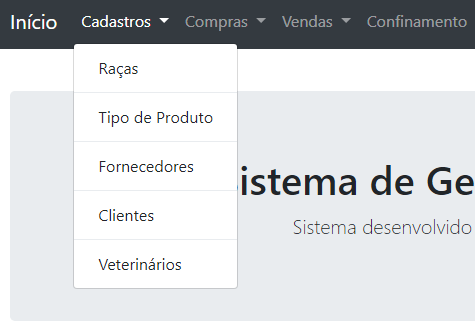 Início Cadastros Compras Vendas Confinamento
Raças
Tipo de Produto
Fornecedores
Clientes
Veterinários
istema de Ge
Sistema desenvolvido